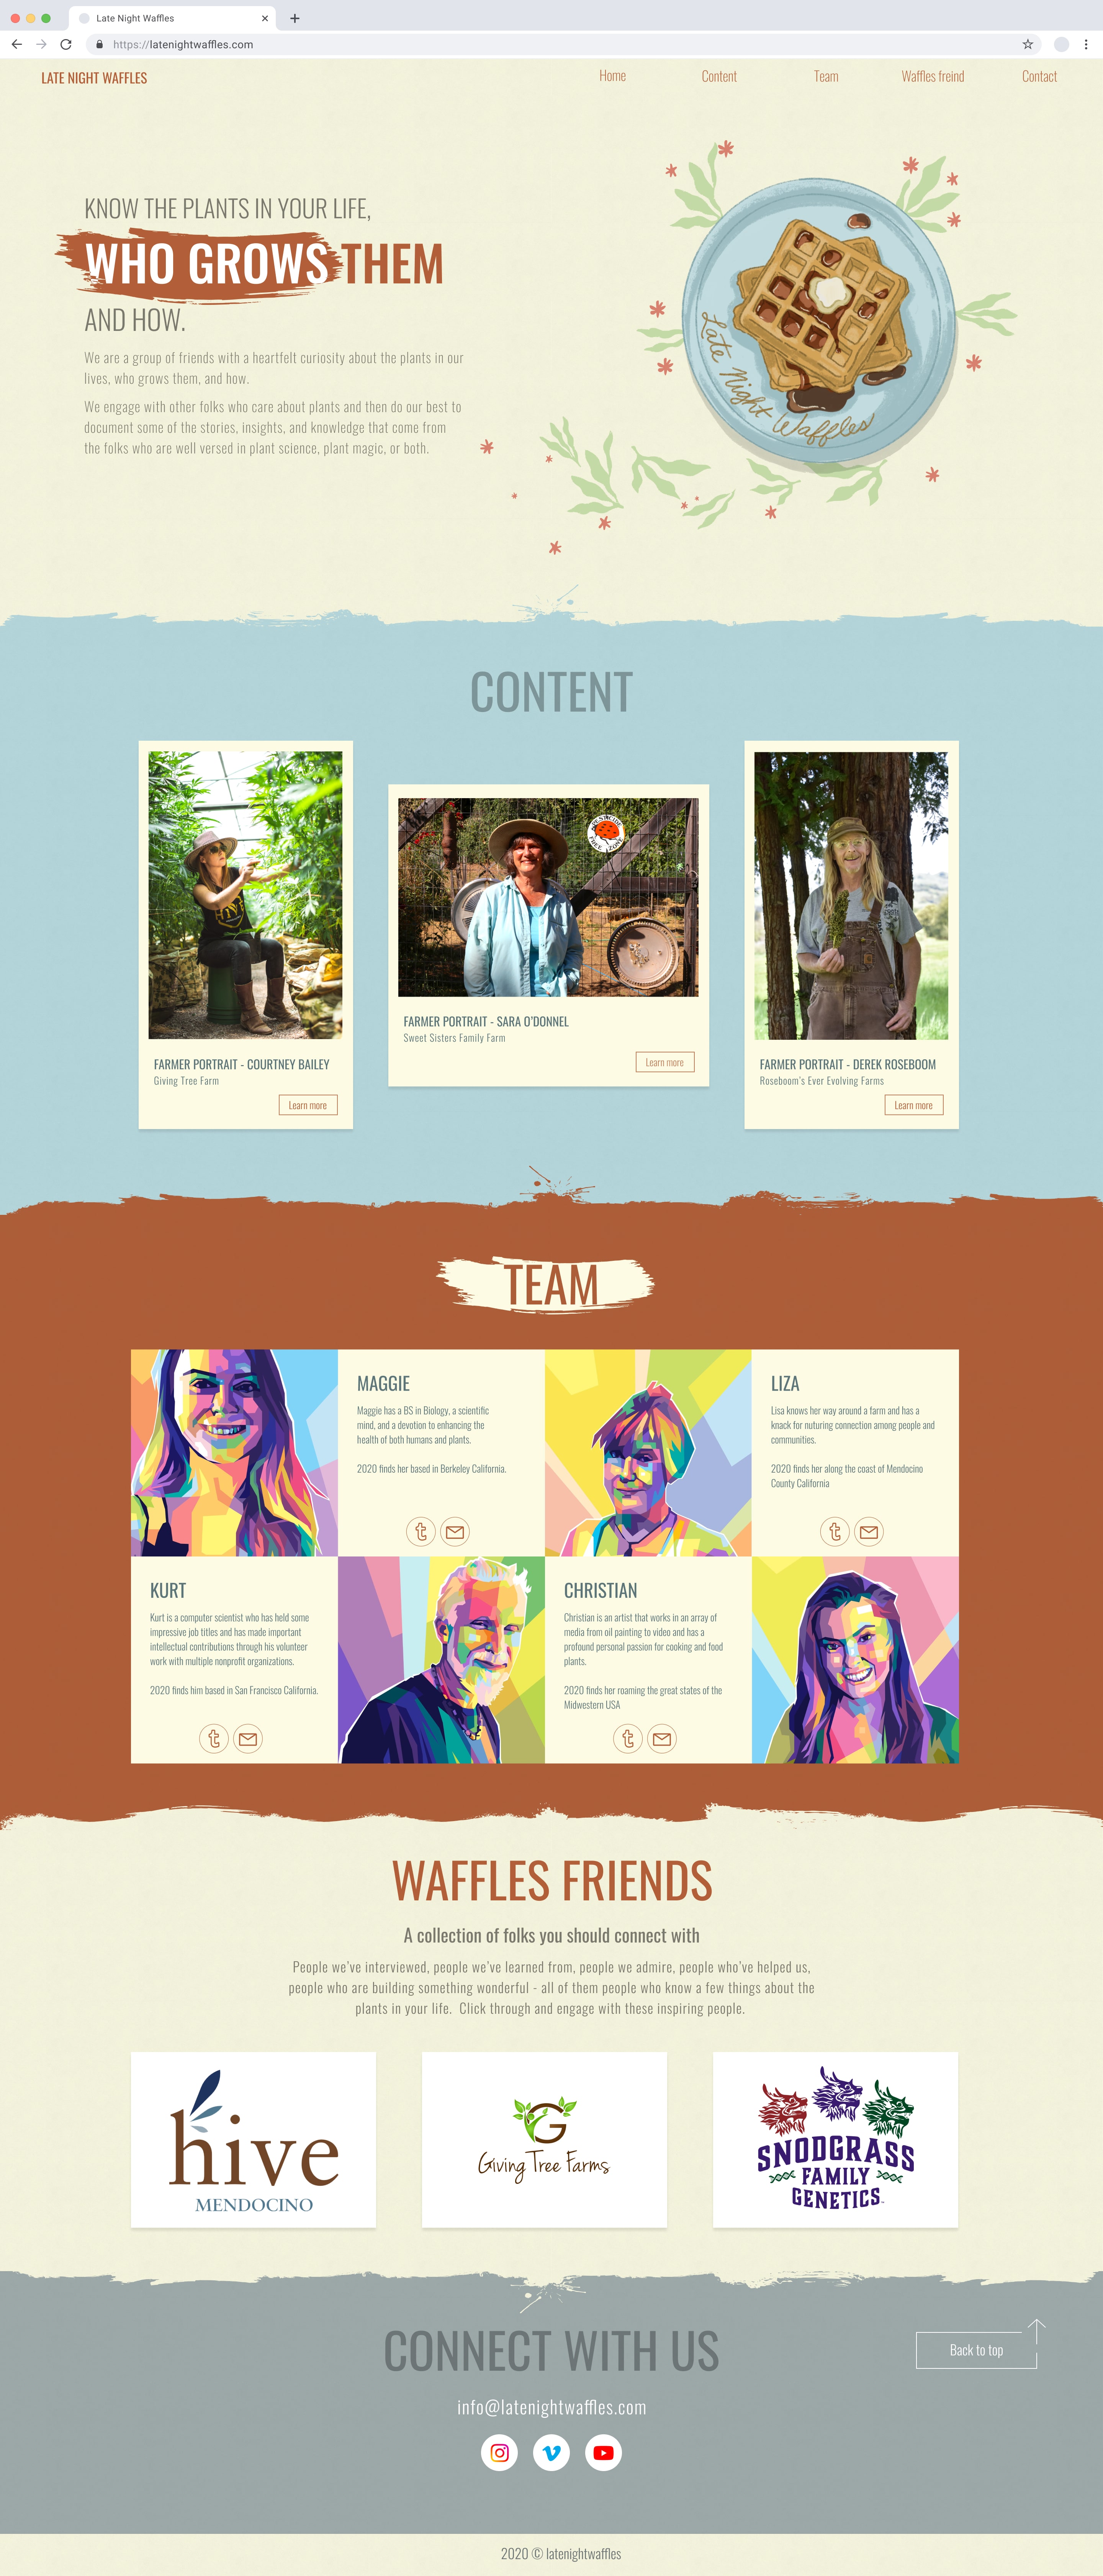 Late Night Waffles
https://latenightwaffles.com
LATE NIGHT WAFFLES
Home
Content
Team
Waffles freind
Contact
KNOW THE PLANTS IN YOUR LIFE,
WHO GROWS THEM
AND HOW.
We are a group of friends with a heartfelt curiosity about the plants in our
lives, who grows them, and how.
We engage with other folks who care about plants and then do our best to
document some of the stories, insights, and knowledge that come from
the folks who are well versed in plant science, plant magic, or both.
Late Night Waffles
CONTENT
FARMER PORTRAIT - COURTNEY BAILEY
Giving Tree Farm
Learn more
PESTICIDE
FREE ZONE
FARMER PORTRAIT - SARA O'DONNEL
Sweet Sisters Family Farm
Learn more
FARMER PORTRAIT - DEREK ROSEBOOM
Roseboom's Ever Evolving Farms
Learn more
TEAM
MAGGIE
Maggie has a BS in Biology, a scientific
mind, and a devotion to enhancing the
health of both humans and plants.
2020 finds her based in Berkeley California.
LIZA
Lisa knows her way around a farm and has a
knack for nuturing connection among people and
communities.
2020 finds her along the coast of Mendocino
County California
KURT
Kurt is a computer scientist who has held some
impressive job titles and has made important
intellectual contributions through his volunteer
work with multiple nonprofit organizations.
2020 finds him based in San Francisco California.
CHRISTIAN
Christian is an artist that works in an array of
media from oil painting to video and has a
profound personal passion for cooking and food
plants.
2020 finds her roaming the great states of the
Midwestern USA
WAFFLES FRIENDS
A collection of folks you should connect with
People we've interviewed, people we've learned from, people we admire, people who've helped us,
people who are building something wonderful - all of them people who know a few things about the
plants in your life.  Click through and engage with these inspiring people.
hive
MENDOCINO
G
Giving Tree Farms
SNODGRASS
FAMILY
GENETICS
CONNECT WITH US
Back to top
info@latenightwaffles.com
2020 © latenightwaffles